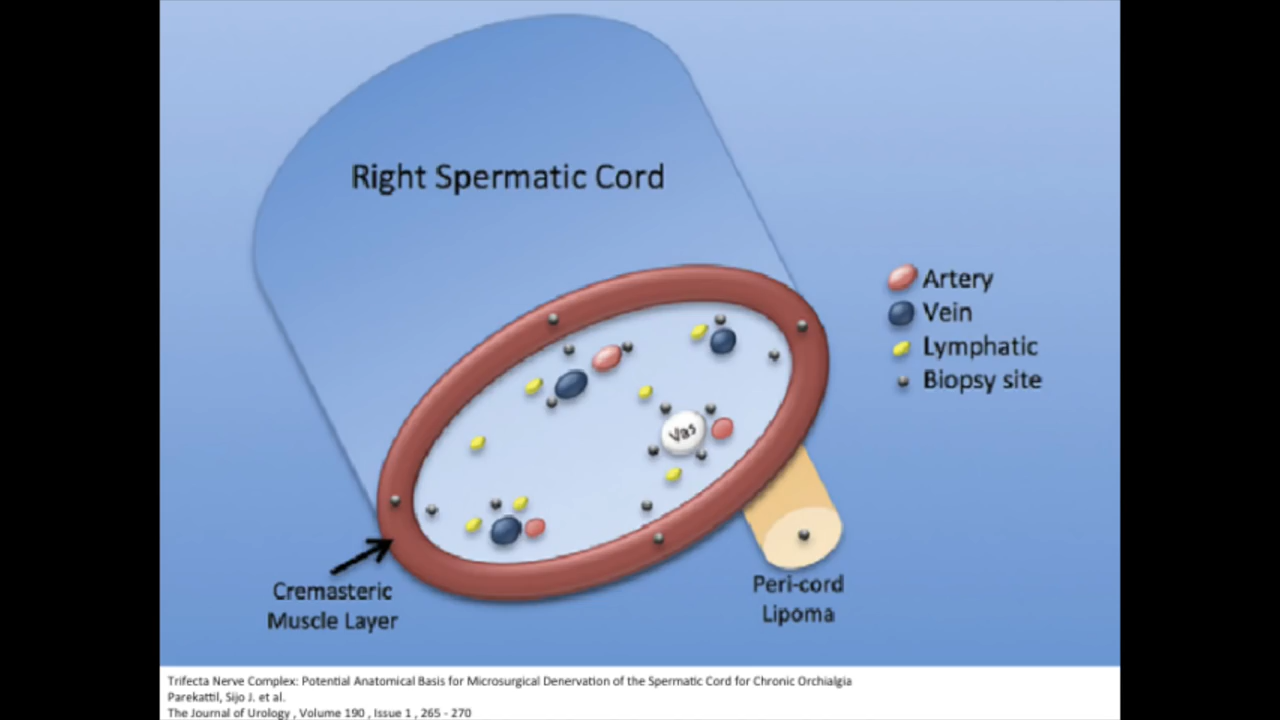 Right Spermatic Cord
Artery
Vein
Lymphatic
Biopsy site
Vas
Cremasteric
Muscle Layer
Peri-cord
Lipoma
Trifecta Nerve Complex: Potential Anatomical Basis for Microsurgical Denervation of the Spermatic Cord for Chronic Orchialgia
Parekattil, Sijo J. et al.
The Journal of Urology , Volume 190 , Issue 1 , 265 - 270